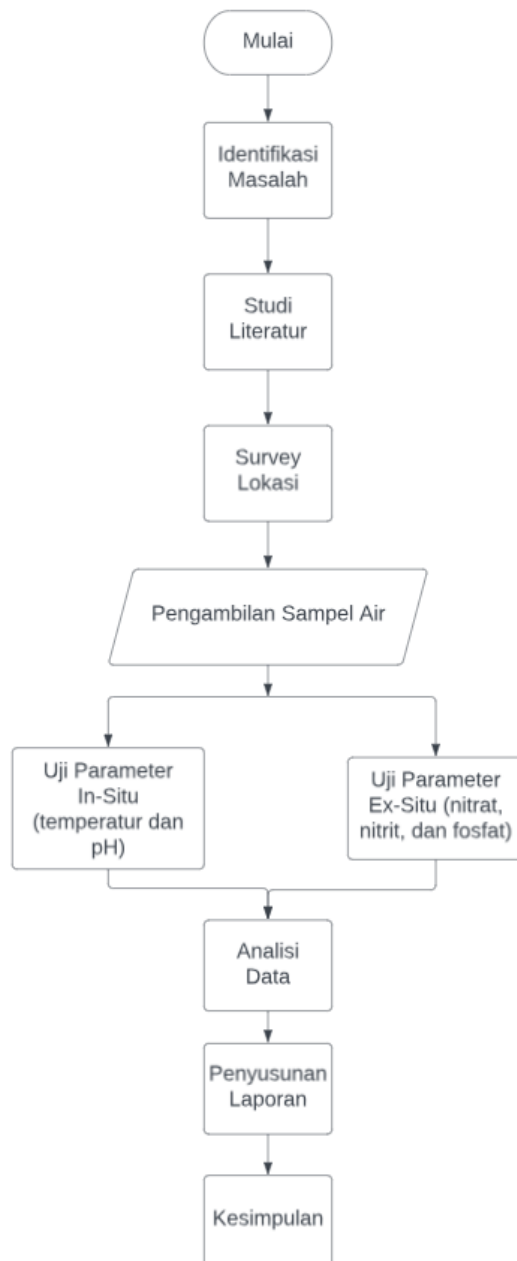 Mulai
Identifikasi
Masalah
Studi
Literatur
Survey
Lokasi
Pengambilan Sampel Air
Uji Parameter
In-Situ
(temperatur dan
pH)
Uji Parameter
Ex-Situ (nitrat,
nitrit, dan fosfat)
Analisi
Data
Penyusunan
Laporan
Kesimpulan